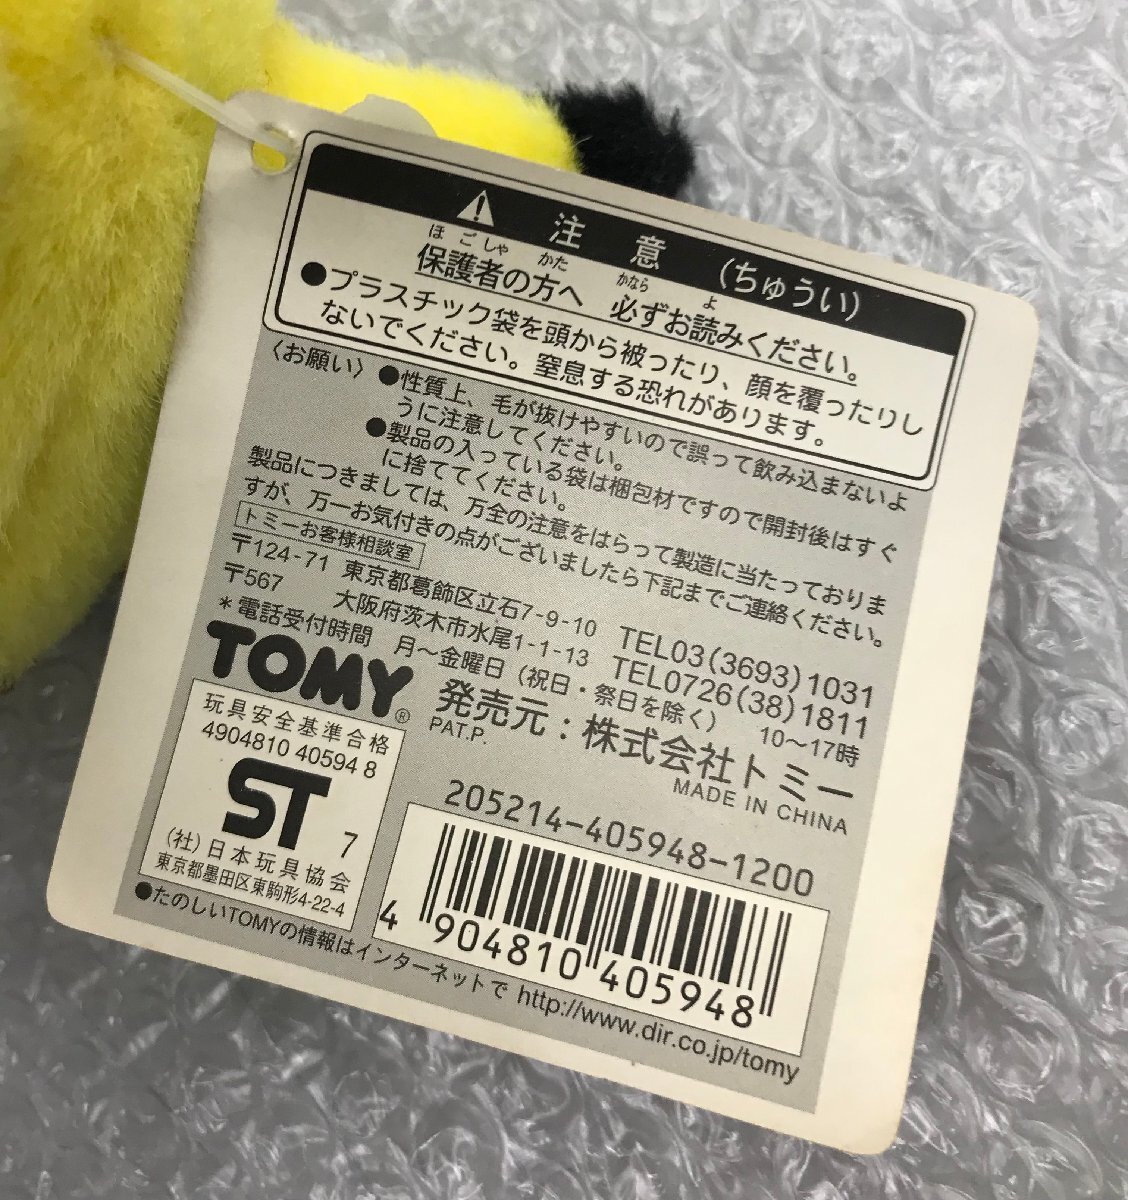 注意（ちゅうい）
ほごしゃ かた かなら よ
保護者の方へ 必ずお読みください。
●プラスチック袋を頭から被ったり、顔を覆ったりし
ないでください。窒息する恐れがあります。
〈お願い〉●性質上、毛が抜けやすいので誤って飲み込まないよ
うに注意してください。
●製品の入っている袋は梱包材ですので開封後はすぐ
に捨ててください。
製品につきましては、万全の注意をはらって製造に当たっておりま
すが、万一お気付きの点がございましたら下記までご連絡ください。
トミーお客様相談室
〒124-71 東京都葛飾区立石7-9-10 TEL03(3693)1031
〒567 大阪府茨木市水尾1-1-13 TEL0726(38)1811
＊電話受付時間 月〜金曜日（祝日・祭日を除く） 10〜17時
TOMY® 発売元：株式会社トミー
PAT.P. MADE IN CHINA
玩具安全基準合格
4904810 40594 8
ST 7
(社)日本玩具協会
東京都墨田区東駒形4-22-4
205214-405948-1200
4 904810 405948
●たのしいTOMYの情報はインターネットで http://www.dir.co.jp/tomy